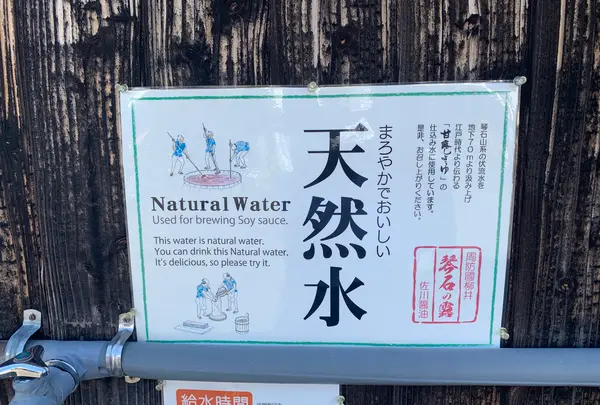 琴石山系の伏流水を
地下70mより汲み上げ
江戸時代より伝わる
「甘露しょうゆ」の
仕込み水に使用しています。
是非、お召し上がりください。
まろやかでおいしい
天然水
Natural Water
Used for brewing Soy sauce.
This water is natural water.
You can drink this Natural water.
It's delicious, so please try it.
周防國柳井
琴石の露
佐川醤油
給水時間